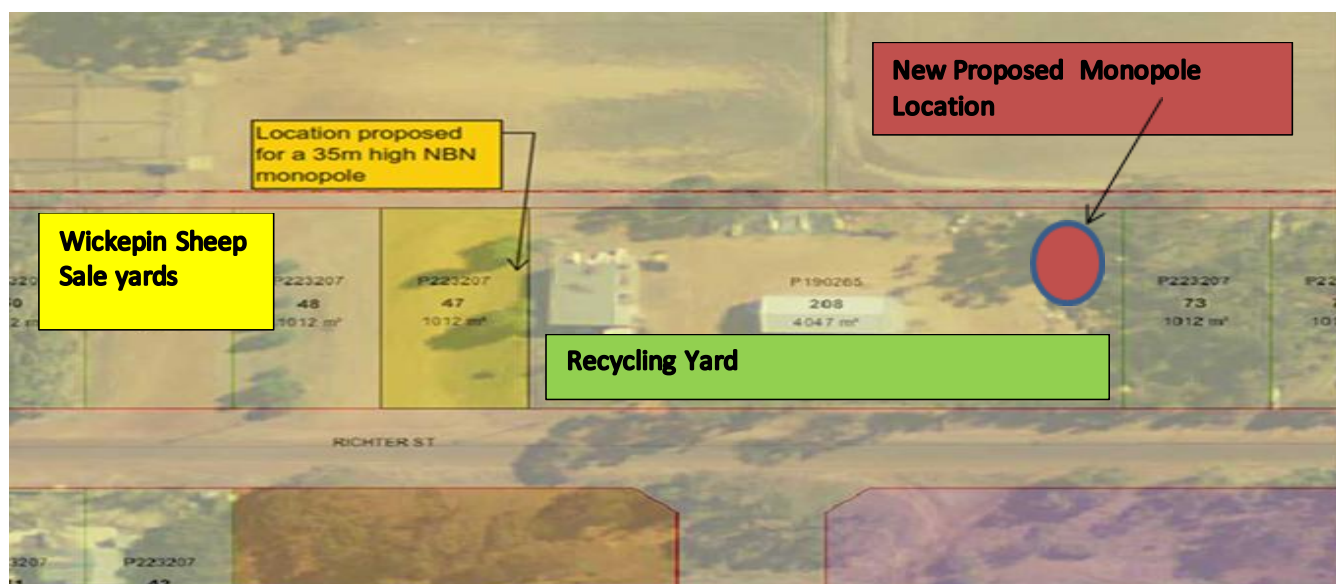 New Proposed Monopole
Location
Location proposed
for a 35m high NBN
monopole
Wickepin Sheep
Sale yards
P223207
48
1012 m²
P223207
47
1012 m²
P190265
208
4047 m²
P223207
73
1012 m²
Recycling Yard
RICHTER ST
P223207